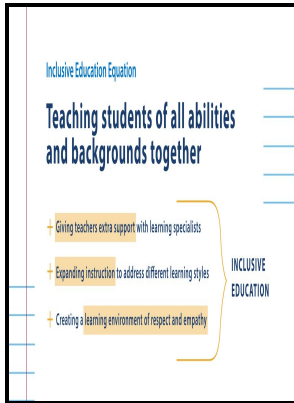 Inclusive Education Equation
Teaching students of all abilities
and backgrounds together
+ Giving teachers extra support with learning specialists
+ Expanding instruction to address different learning styles
+ Creating a learning environment of respect and empathy
INCLUSIVE
EDUCATION